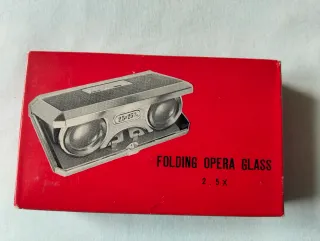 FOLDING OPERA GLASS
2.5X